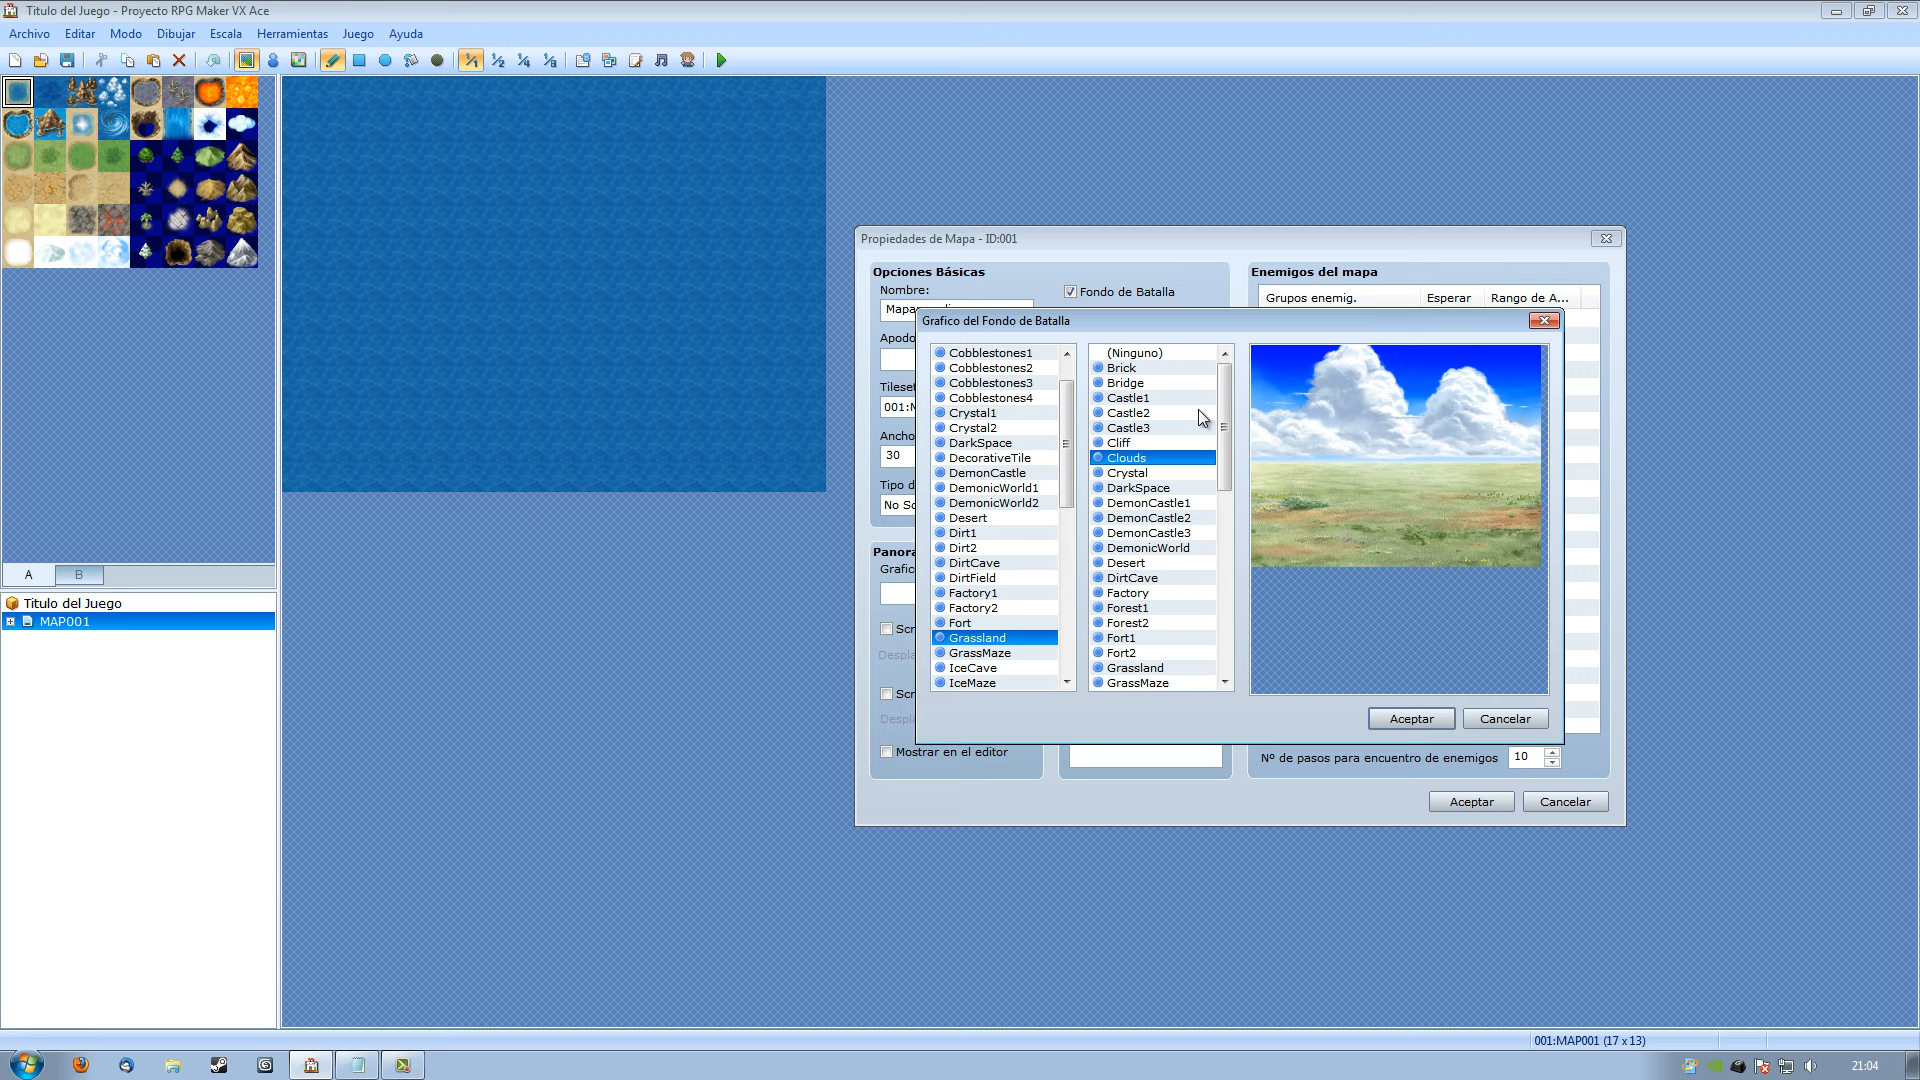 Titulo del Juego - Proyecto RPG Maker VX Ace
Archivo Editar Modo Dibujar Escala Herramientas Juego Ayuda
A B
Titulo del Juego
MAP001
Propiedades de Mapa - ID:001
Opciones Básicas
Nombre:
Fondo de Batalla
Enemigos del mapa
Grupos enemig. Esperar Rango de A...
Apodo
Tileset
001:
Ancho
30
Tipo d
No Sc
Panora
Grafic
Scr
Despla
Scr
Despla
Mostrar en el editor
Grafico del Fondo de Batalla
Cobblestones1
Cobblestones2
Cobblestones3
Cobblestones4
Crystal1
Crystal2
DarkSpace
DecorativeTile
DemonCastle
DemonicWorld1
DemonicWorld2
Desert
Dirt1
Dirt2
DirtCave
DirtField
Factory1
Factory2
Fort
Grassland
GrassMaze
IceCave
IceMaze
(Ninguno)
Brick
Bridge
Castle1
Castle2
Castle3
Cliff
Clouds
Crystal
DarkSpace
DemonCastle1
DemonCastle2
DemonCastle3
DemonicWorld
Desert
DirtCave
Factory
Forest1
Forest2
Fort1
Fort2
Grassland
GrassMaze
Aceptar Cancelar
Nº de pasos para encuentro de enemigos 10
Aceptar Cancelar
001:MAP001 (17 x 13)
21:04